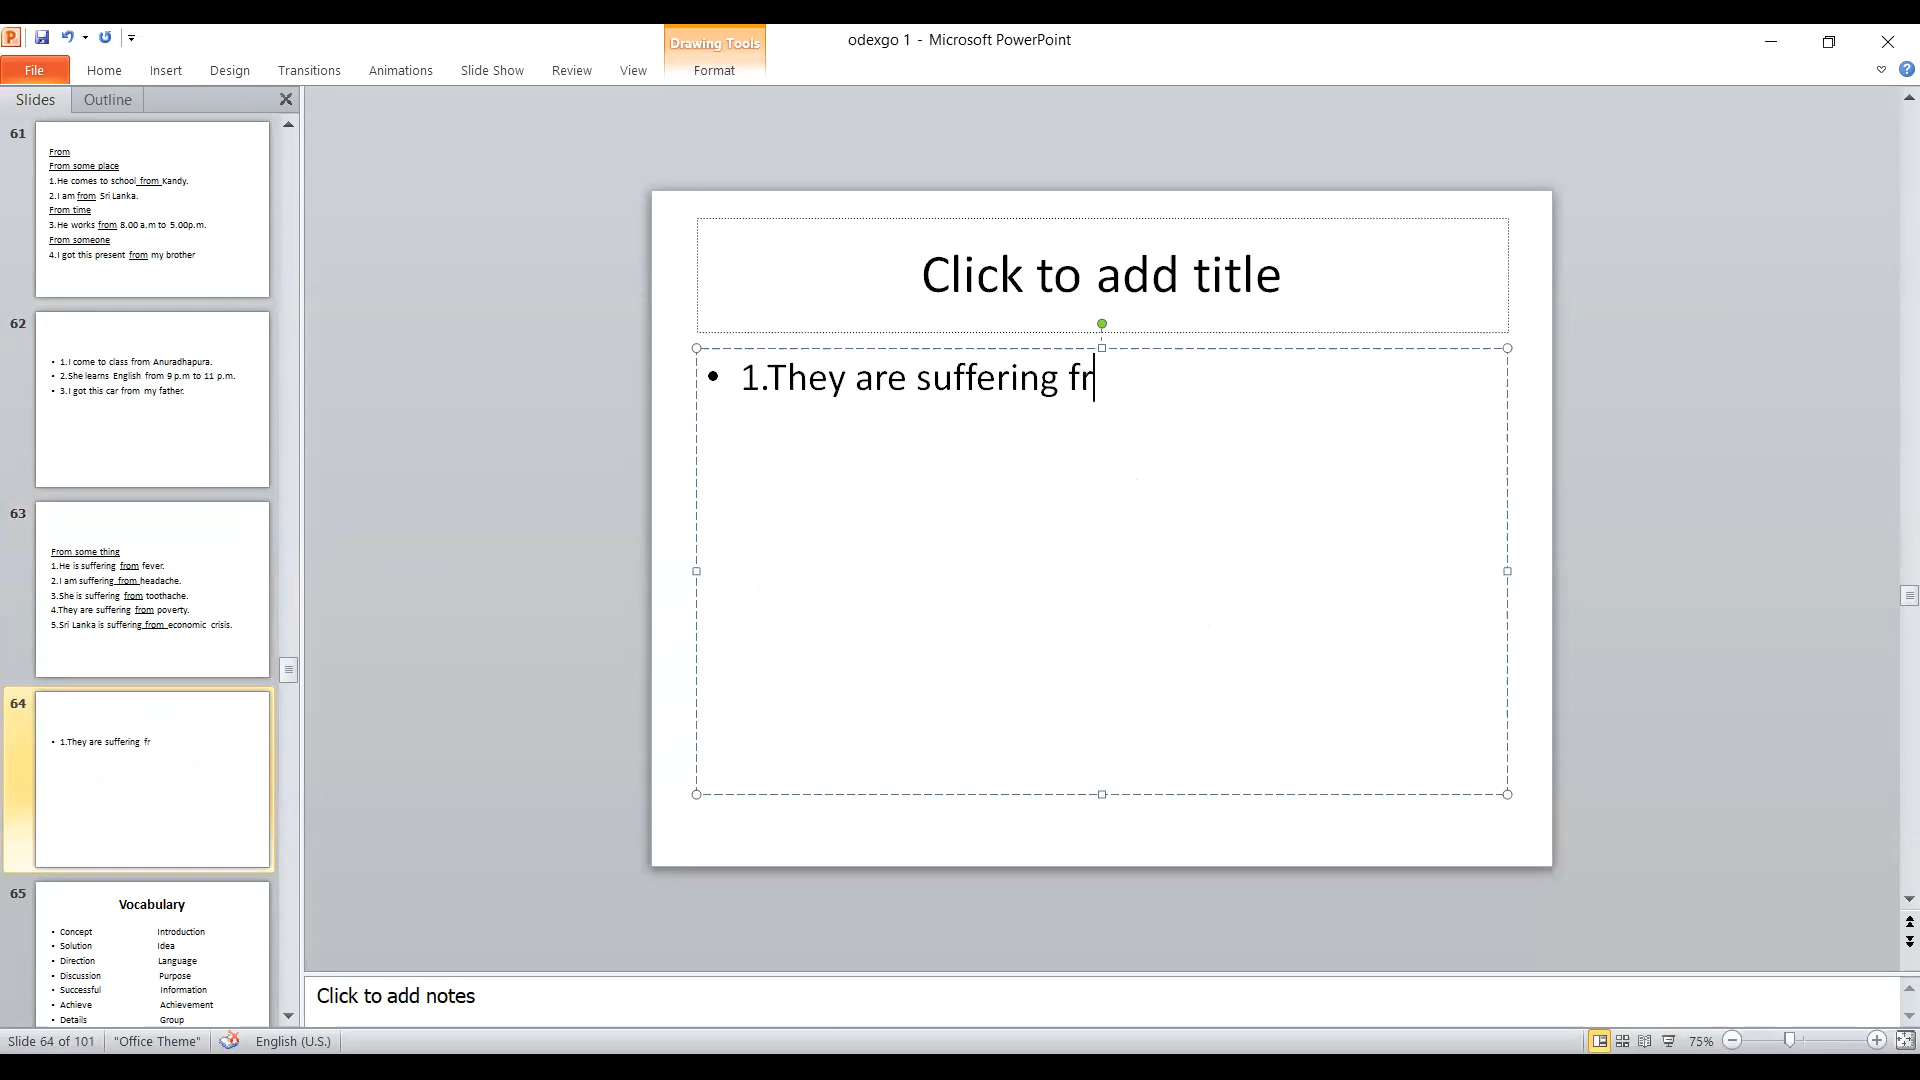 odexgo 1 - Microsoft PowerPoint
Drawing Tools
File Home Insert Design Transitions Animations Slide Show Review View Format
Slides Outline
61
From
From some place
1.He comes to school from Kandy.
2.I am from Sri Lanka.
From time
3.He works from 8.00 a.m to 5.00p.m.
From someone
4.I got this present from my brother
62
• 1.I come to class from Anuradhapura.
• 2.She learns English from 9 p.m to 11 p.m.
• 3.I got this car from my father.
63
From some thing
1.He is suffering from fever.
2.I am suffering from headache.
3.She is suffering from toothache.
4.They are suffering from poverty.
5.Sri Lanka is suffering from economic crisis.
64
• 1.They are suffering fr
65
Vocabulary
• Concept Introduction
• Solution Idea
• Direction Language
• Discussion Purpose
• Successful Information
• Achieve Achievement
• Details Group
Click to add title
• 1.They are suffering fr
Click to add notes
Slide 64 of 101 "Office Theme" English (U.S.) 75%